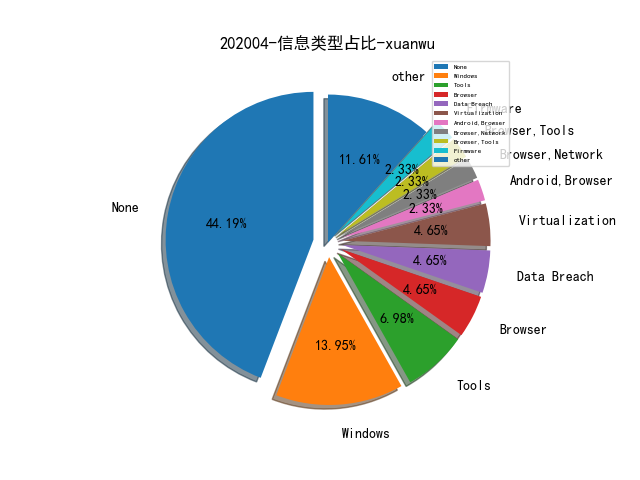 202004-信息类型占比-xuanwu
None
Windows
Tools
Browser
Data Breach
Virtualization
Android,Browser
Browser,Network
Browser,Tools
Firmware
other
other
Firmware
Browser,Tools
Browser,Network
Android,Browser
Virtualization
Data Breach
Browser
Tools
Windows
None
11.61%
2.33%
2.33%
2.33%
2.33%
4.65%
4.65%
4.65%
6.98%
13.95%
44.19%